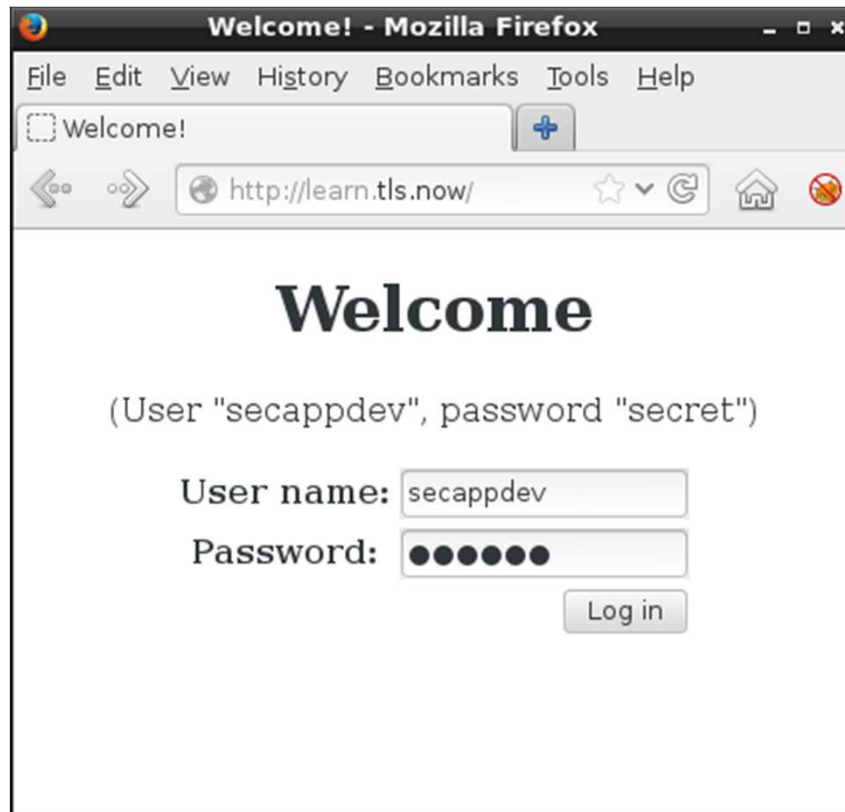 Welcome! - Mozilla Firefox
File Edit View History Bookmarks Tools Help
Welcome!
http://learn.tls.now/
Welcome
(User "secappdev", password "secret")
User name: secappdev
Password: ●●●●●●
Log in